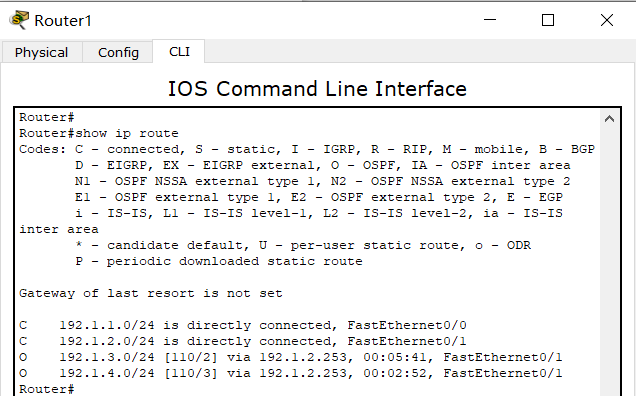 Router1
Physical Config CLI
IOS Command Line Interface
Router#
Router#show ip route
Codes: C - connected, S - static, I - IGRP, R - RIP, M - mobile, B - BGP
       D - EIGRP, EX - EIGRP external, O - OSPF, IA - OSPF inter area
       N1 - OSPF NSSA external type 1, N2 - OSPF NSSA external type 2
       E1 - OSPF external type 1, E2 - OSPF external type 2, E - EGP
       i - IS-IS, L1 - IS-IS level-1, L2 - IS-IS level-2, ia - IS-IS
inter area
       * - candidate default, U - per-user static route, o - ODR
       P - periodic downloaded static route
Gateway of last resort is not set
C    192.1.1.0/24 is directly connected, FastEthernet0/0
C    192.1.2.0/24 is directly connected, FastEthernet0/1
O    192.1.3.0/24 [110/2] via 192.1.2.253, 00:05:41, FastEthernet0/1
O    192.1.4.0/24 [110/3] via 192.1.2.253, 00:02:52, FastEthernet0/1
Router#